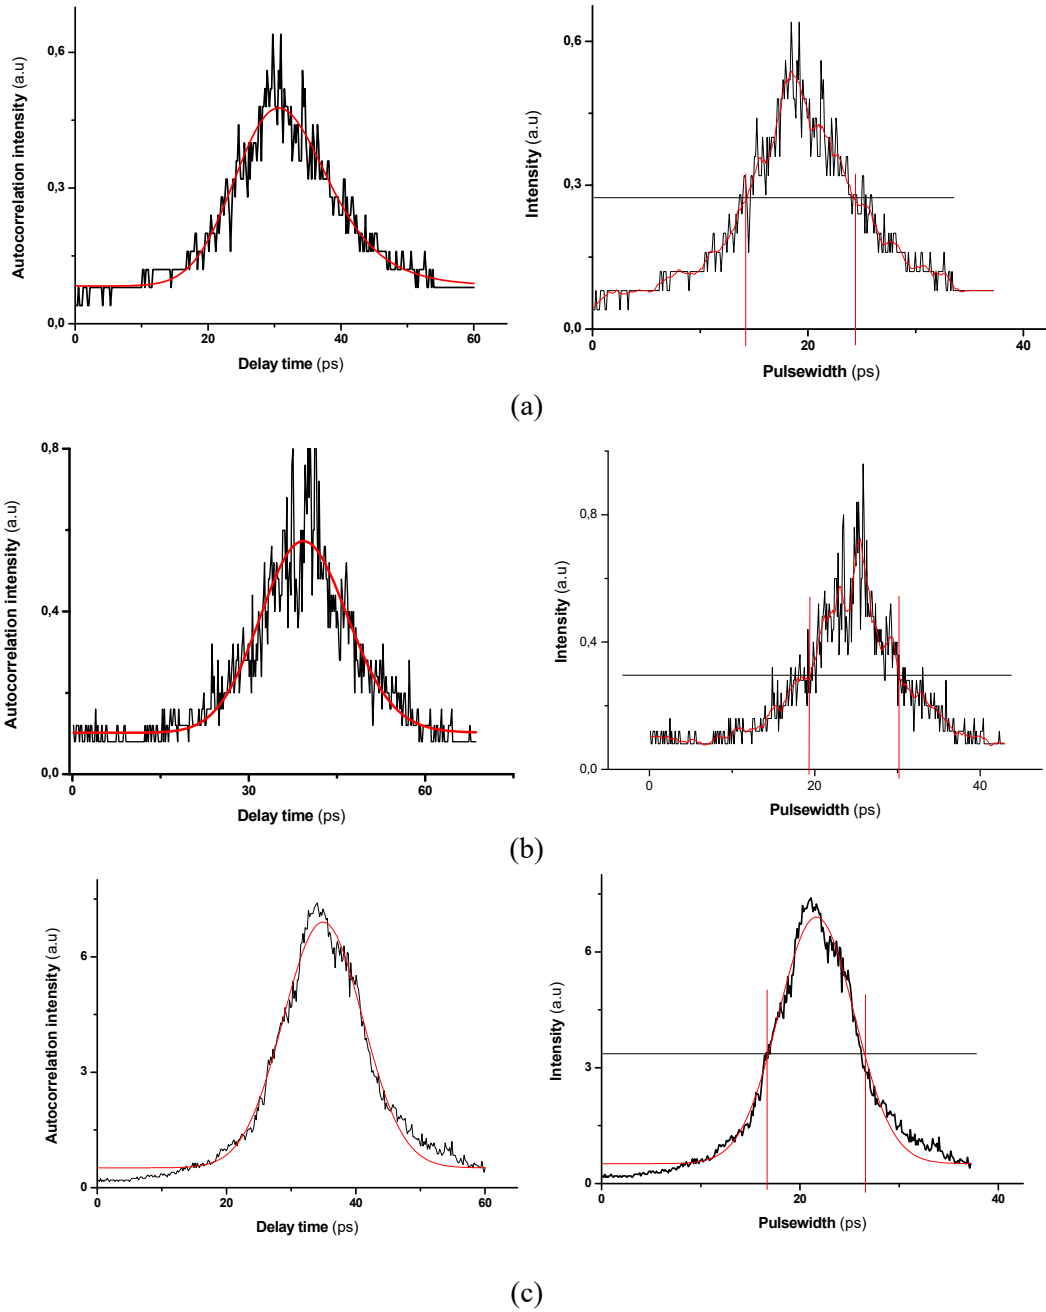 Autocorrelation intensity (a.u)
0,6
0,3
0,0
0
20
40
60
Delay time (ps)
Intensity (a.u)
0,6
0,3
0,0
0
20
40
Pulsewidth (ps)
(a)
Autocorrelation intensity (a.u)
0,8
0,4
0,0
0
30
60
Delay time (ps)
Intensity (a.u)
0,8
0,4
0,0
0
20
40
Pulsewidth (ps)
(b)
Autocorrelation intensity (a.u)
6
3
0
0
20
40
60
Delay time (ps)
Intensity (a.u)
6
3
0
0
20
40
Pulsewidth (ps)
(c)